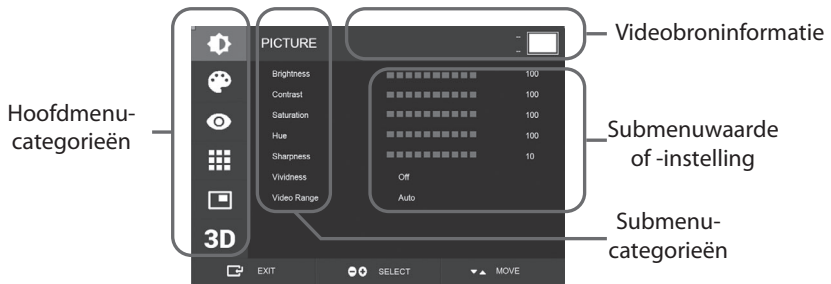 Videobroninformatie
PICTURE
Brightness 100
Contrast 100
Saturation 100
Hue 100
Sharpness 10
Vividness Off
Video Range Auto
3D
EXIT SELECT MOVE
Hoofdmenu-
categorieën
Submenuwaarde
of -instelling
Submenu-
categorieën